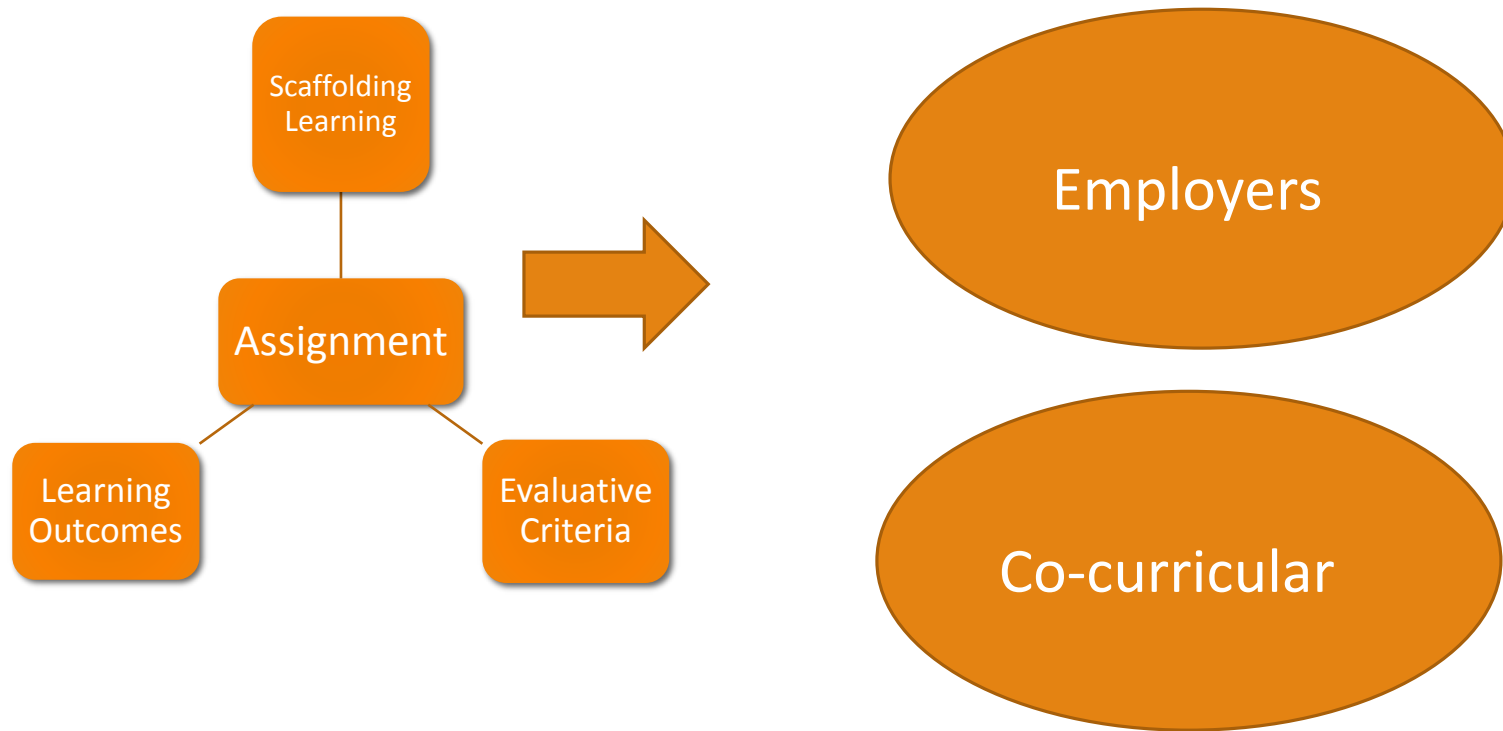 Scaffolding
Learning
Assignment
Learning
Outcomes
Evaluative
Criteria
Employers
Co-curricular